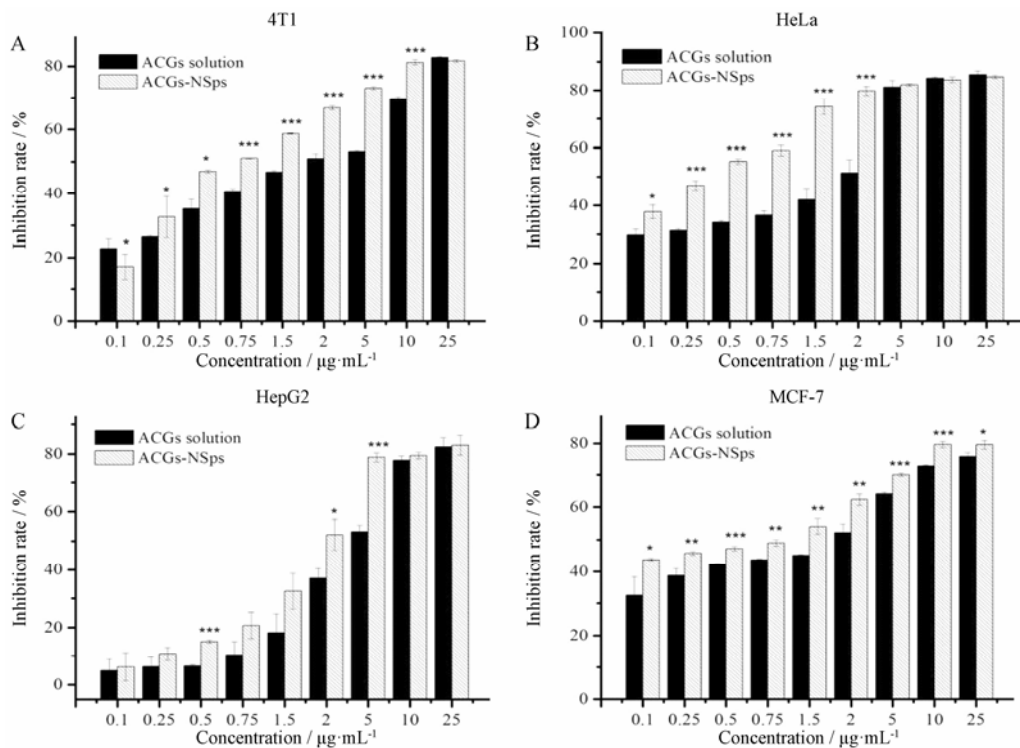 4T1
A
ACGs solution
ACGs-NSps
Inhibition rate / %
80
60
40
20
0
* * * *** *** *** *** ***
0.1 0.25 0.5 0.75 1.5 2 5 10 25
Concentration / μg·mL⁻¹
HeLa
B
ACGs solution
ACGs-NSps
Inhibition rate / %
100
80
60
40
20
0
* *** *** *** *** ***
0.1 0.25 0.5 0.75 1.5 2 5 10 25
Concentration / μg·mL⁻¹
HepG2
C
ACGs solution
ACGs-NSps
Inhibition rate / %
80
60
40
20
0
*** * ***
0.1 0.25 0.5 0.75 1.5 2 5 10 25
Concentration / μg·mL⁻¹
MCF-7
D
ACGs solution
ACGs-NSps
Inhibition rate / %
80
60
40
20
0
* ** *** ** ** ** *** *** *
0.1 0.25 0.5 0.75 1.5 2 5 10 25
Concentration / μg·mL⁻¹